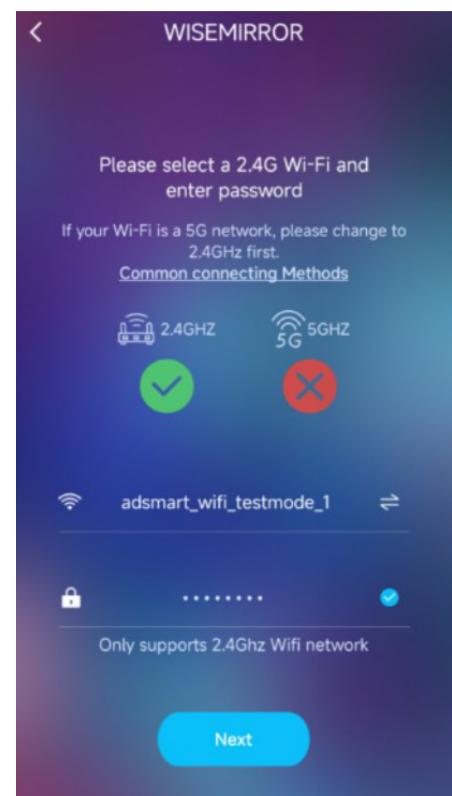 WISEMIRROR
Please select a 2.4G Wi-Fi and
enter password
If your Wi-Fi is a 5G network, please change to
2.4GHz first.
Common connecting Methods
2.4GHZ
5G 5GHZ
adsmart_wifi_testmode_1
Only supports 2.4Ghz Wifi network
Next